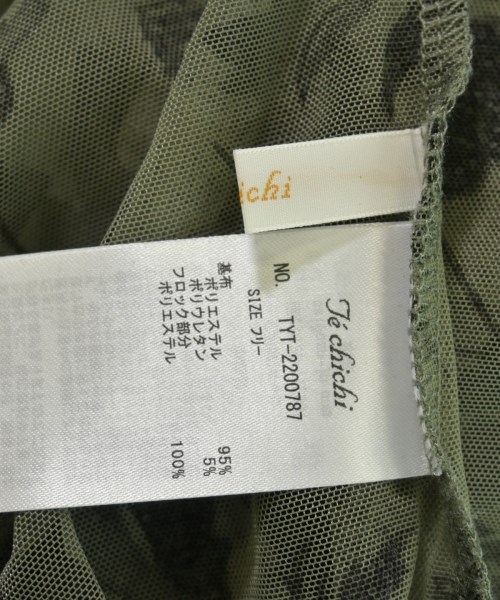 ichi
Té chichi
NO. TYT-2200787
SIZE フリー
基布
ポリエステル 95%
ポリウレタン 5%
フロック部分
ポリエステル 100%